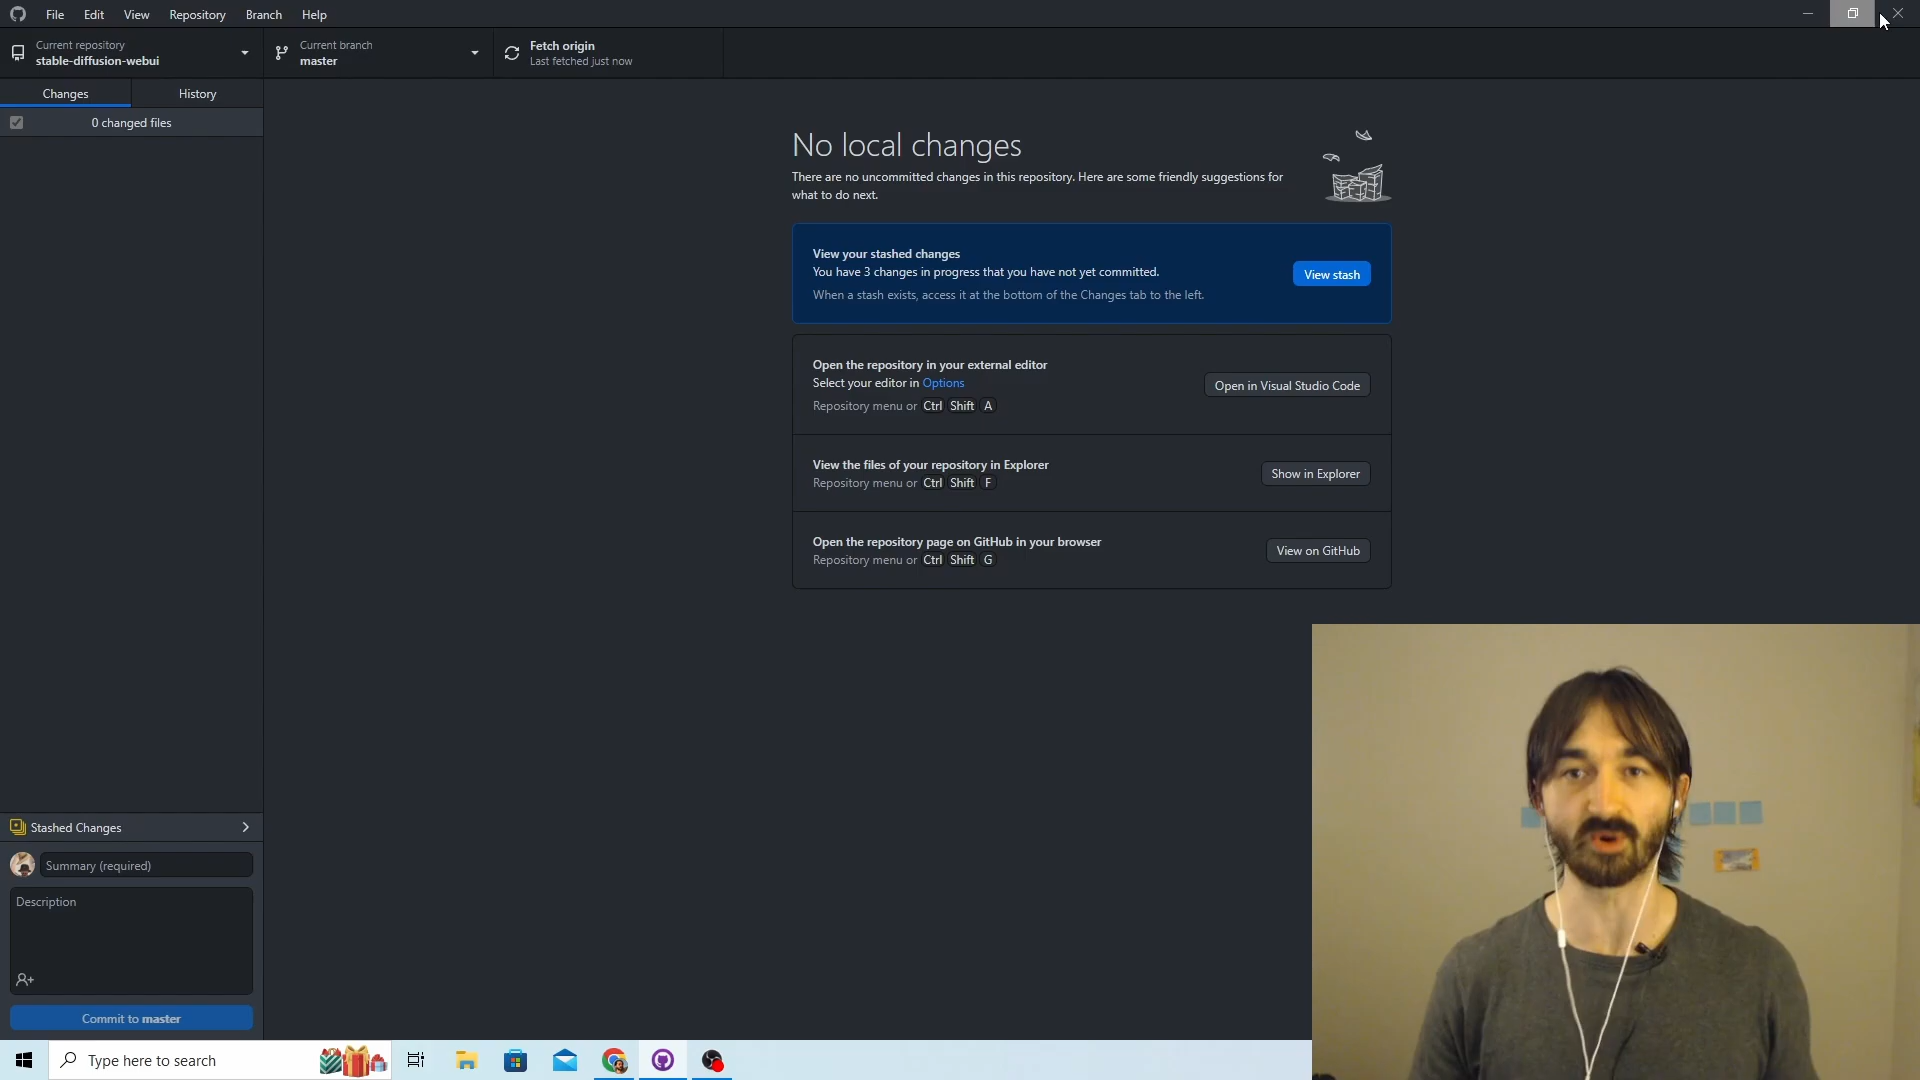 File Edit View Repository Branch Help
Current repository
stable-diffusion-webui
Current branch
master
Fetch origin
Last fetched just now
Changes
History
0 changed files
No local changes
There are no uncommitted changes in this repository. Here are some friendly suggestions for
what to do next.
View your stashed changes
You have 3 changes in progress that you have not yet committed.
When a stash exists, access it at the bottom of the Changes tab to the left.
View stash
Open the repository in your external editor
Select your editor in Options
Repository menu or Ctrl Shift A
Open in Visual Studio Code
View the files of your repository in Explorer
Repository menu or Ctrl Shift F
Show in Explorer
Open the repository page on GitHub in your browser
Repository menu or Ctrl Shift G
View on GitHub
Stashed Changes
Summary (required)
Description
Commit to master
Type here to search